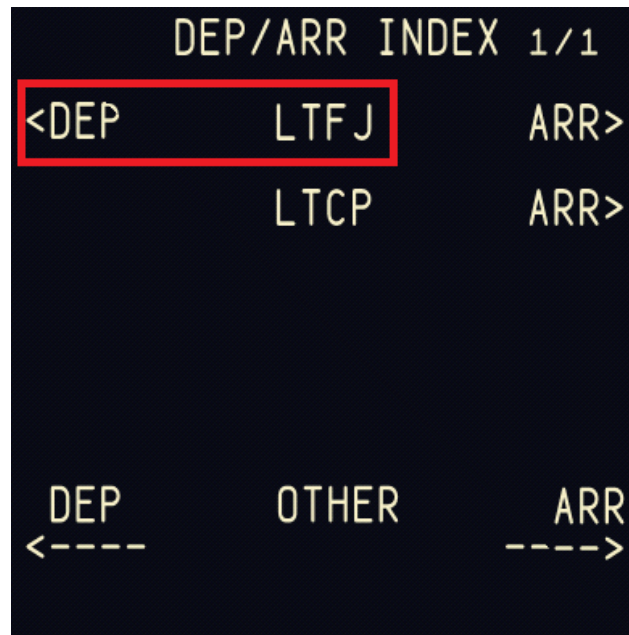 DEP/ARR INDEX 1/1
<DEP LTFJ ARR>
LTCP ARR>
DEP OTHER ARR
<---- ---->